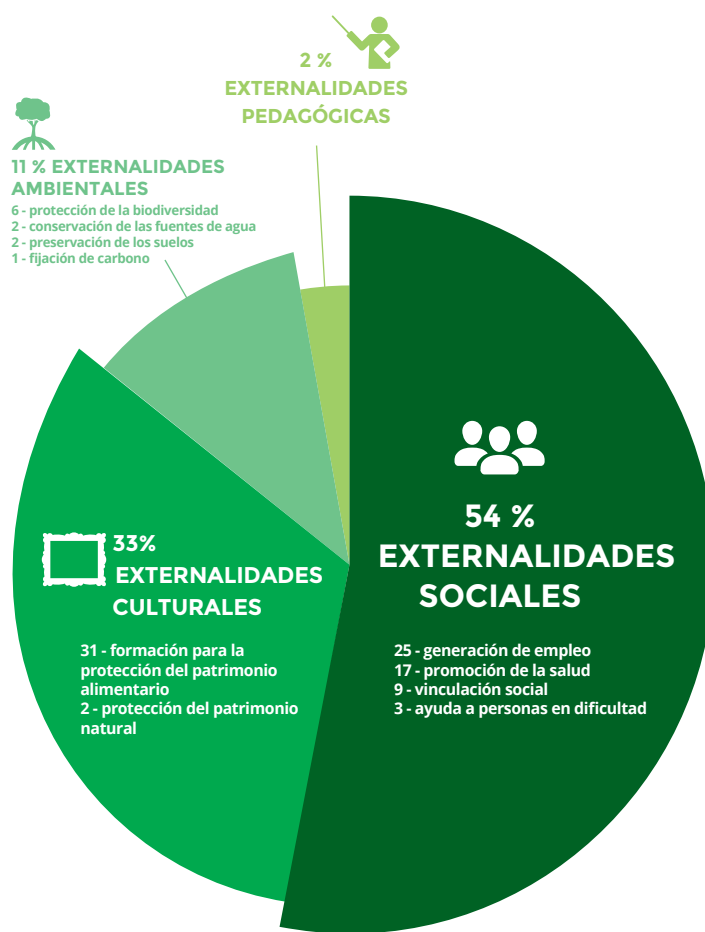 2 %
EXTERNALIDADES
PEDAGÓGICAS
11 % EXTERNALIDADES
AMBIENTALES
6 - protección de la biodiversidad
2 - conservación de las fuentes de agua
2 - preservación de los suelos
1 - fijación de carbono
54 %
EXTERNALIDADES
SOCIALES
25 - generación de empleo
17 - promoción de la salud
9 - vinculación social
3 - ayuda a personas en dificultad
33%
EXTERNALIDADES
CULTURALES
31 - formación para la
protección del patrimonio
alimentario
2 - protección del patrimonio
natural